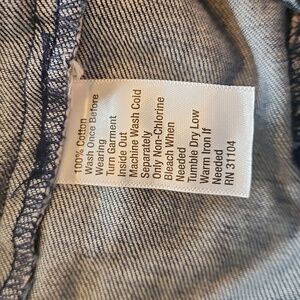 100% Cotton
Wash Once Before
Wearing
Turn Garment
Inside Out
Machine Wash Cold
Separately
Only Non-Chlorine
Bleach When
Needed
Tumble Dry Low
Warm Iron If
Needed
RN 31104